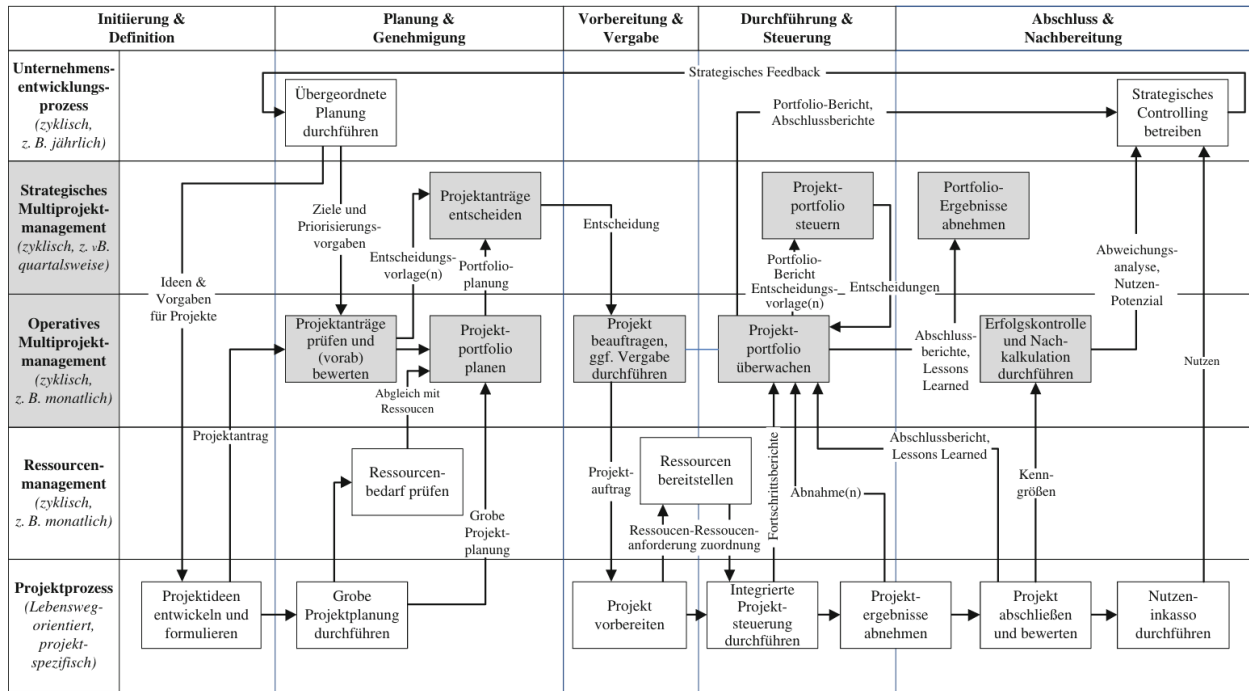 Initiierung &
Definition
Planung &
Genehmigung
Vorbereitung &
Vergabe
Durchführung &
Steuerung
Abschluss &
Nachbereitung
Unternehmens-
entwicklungs-
prozess
(zyklisch,
z. B. jährlich)
Übergeordnete
Planung
durchführen
Strategisches Feedback
Portfolio-Bericht,
Abschlussberichte
Strategisches
Controlling
betreiben
Strategisches
Multiprojekt-
management
(zyklisch, z. vB.
quartalsweise)
Ideen &
Vorgaben
für Projekte
Ziele und
Priorisierungs-
vorgaben
Entscheidungs-
vorlage(n)
Projektanträge
entscheiden
Portfolio-
planung
Entscheidung
Projekt-
portfolio
steuern
Portfolio-
Bericht
Entscheidungs-
vorlage(n)
Entscheidungen
Portfolio-
Ergebnisse
abnehmen
Abweichungs-
analyse,
Nutzen-
Potenzial
Operatives
Multiprojekt-
management
(zyklisch,
z. B. monatlich)
Projektanträge
prüfen und
(vorab)
bewerten
Projekt-
portfolio
planen
Abgleich mit
Ressoucen
Projekt
beauftragen,
ggf. Vergabe
durchführen
Projekt-
portfolio
überwachen
Abschluss-
berichte,
Lessons
Learned
Erfolgskontrolle
und Nach-
kalkulation
durchführen
Nutzen
Ressourcen-
management
(zyklisch,
z. B. monatlich)
Projektantrag
Ressourcen-
bedarf prüfen
Grobe
Projekt-
planung
Projekt-
auftrag
Ressourcen
bereitstellen
Ressoucen-
anforderung
Ressoucen-
zuordnung
Fortschrittsberichte
Abnahme(n)
Abschlussbericht,
Lessons Learned
Kenn-
größen
Projektprozess
(Lebensweg-
orientiert,
projekt-
spezifisch)
Projektideen
entwickeln und
formulieren
Grobe
Projektplanung
durchführen
Projekt
vorbereiten
Integrierte
Projekt-
steuerung
durchführen
Projekt-
ergebnisse
abnehmen
Projekt
abschließen
und bewerten
Nutzen-
inkasso
durchführen